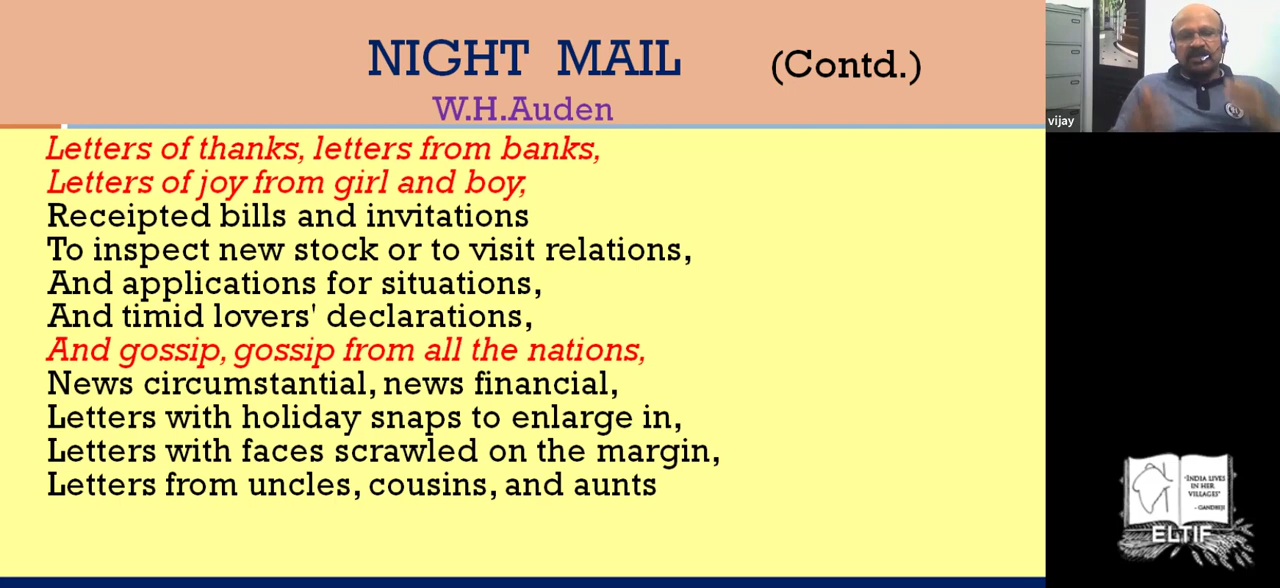 NIGHT MAIL (Contd.)
W.H.Auden
Letters of thanks, letters from banks,
Letters of joy from girl and boy,
Receipted bills and invitations
To inspect new stock or to visit relations,
And applications for situations,
And timid lovers' declarations,
And gossip, gossip from all the nations,
News circumstantial, news financial,
Letters with holiday snaps to enlarge in,
Letters with faces scrawled on the margin,
Letters from uncles, cousins, and aunts
vijay
"INDIA LIVES
IN HER
VILLAGES"
- GANDHIJI
ELTIF